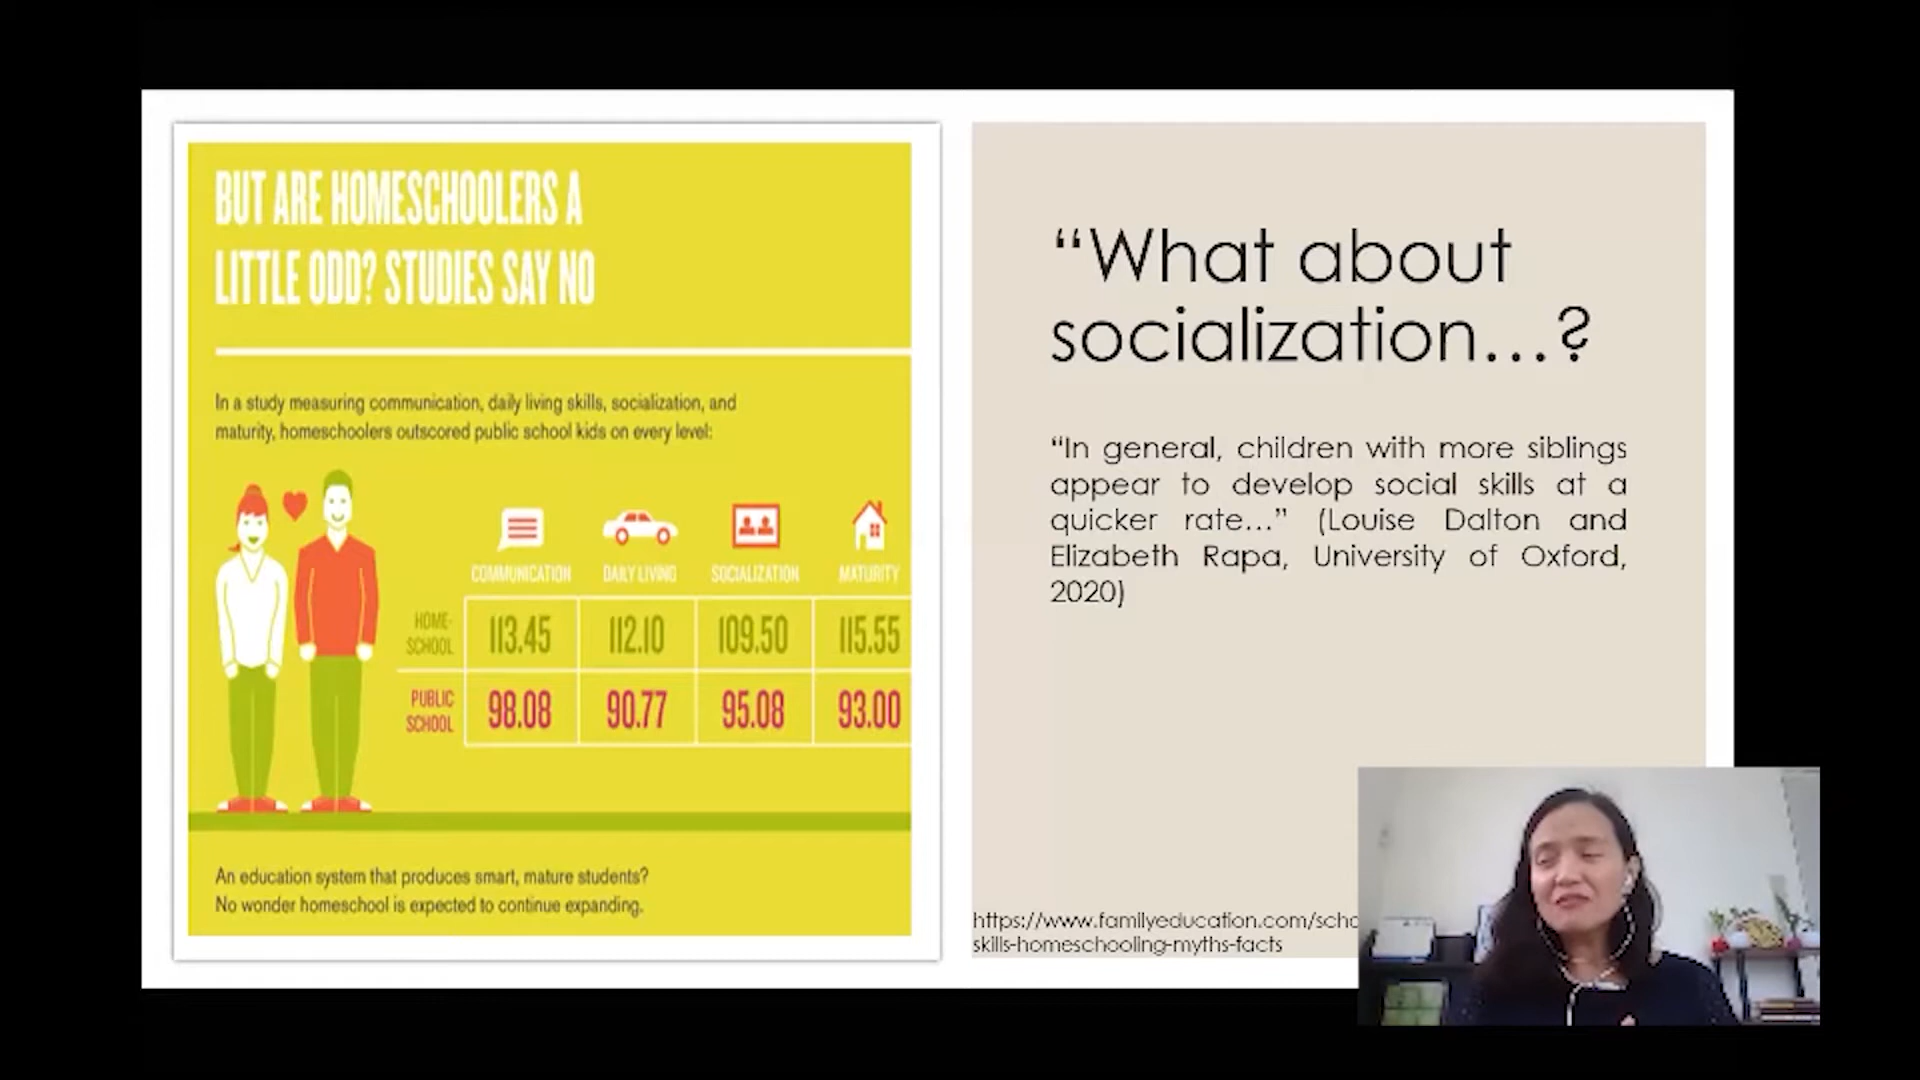 BUT ARE HOMESCHOOLERS A
LITTLE ODD? STUDIES SAY NO
In a study measuring communication, daily living skills, socialization, and
maturity, homeschoolers outscored public school kids on every level:
COMMUNICATION DAILY LIVING SOCIALIZATION MATURITY
HOME-
SCHOOL
113.45 112.10 109.50 115.55
PUBLIC
SCHOOL
98.08 90.77 95.08 93.00
An education system that produces smart, mature students?
No wonder homeschool is expected to continue expanding.
“What about
socialization...?
“In general, children with more siblings
appear to develop social skills at a
quicker rate...” (Louise Dalton and
Elizabeth Rapa, University of Oxford,
2020)
https://www.familyeducation.com/scho
skills-homeschooling-myths-facts